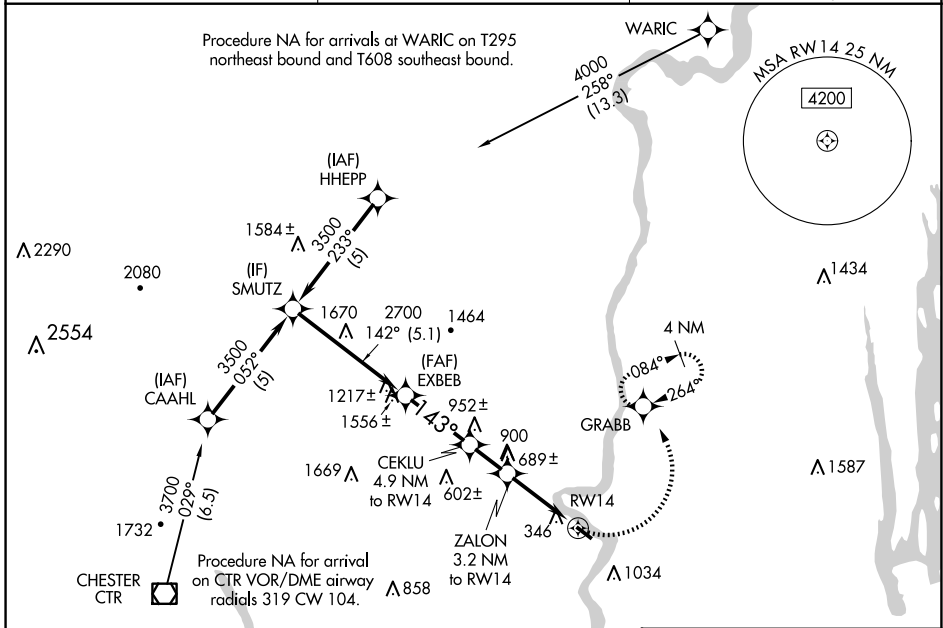 Procedure NA for arrivals at WARIC on T295
northeast bound and T608 southeast bound.
WARIC
4000
258°
(13.3)
MSA RW14 25 NM
4200
(IAF)
HHEPP
3500
233°
(5)
1584 ±
2290
2080
2554
(IF)
SMUTZ
1670
2700
142° (5.1)
1464
1434
(FAF)
EXBEB
1217 ±
1556 ±
(IAF)
CAAHL
3500
052°
(5)
143°
952 ±
4 NM
084°
264°
GRABB
CEKLU
4.9 NM
to RW14
900
689 ±
1669
602 ±
1587
RW14
346
ZALON
3.2 NM
to RW14
3700
029°
(6.5)
1732
CHESTER
CTR
Procedure NA for arrival
on CTR VOR/DME airway
radials 319 CW 104.
858
1034